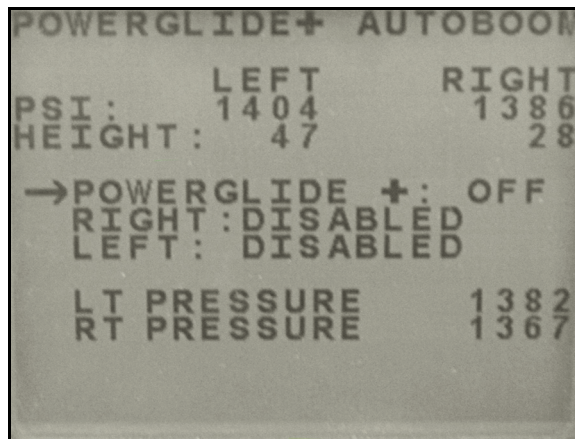 POWERGLIDE+ AUTOBOOM
LEFT RIGHT
PSI: 1404 1386
HEIGHT: 47 28
→POWERGLIDE +: OFF
RIGHT:DISABLED
LEFT: DISABLED
LT PRESSURE 1382
RT PRESSURE 1367